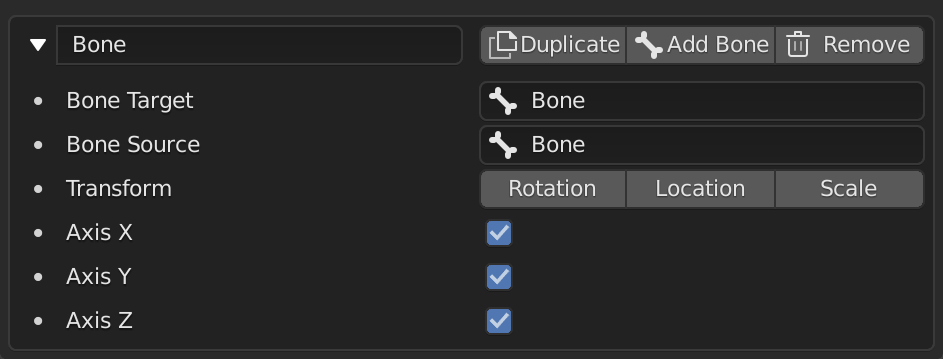 Bone Duplicate Add Bone Remove
Bone Target Bone
Bone Source Bone
Transform Rotation Location Scale
Axis X
Axis Y
Axis Z